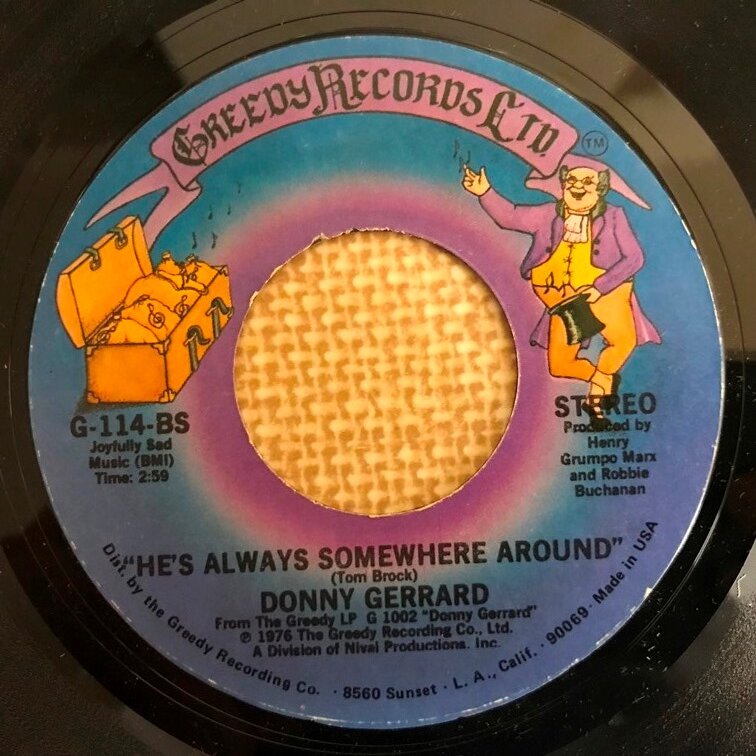 GREEDY RECORDS LTD.
TM
G-114-BS
Joyfully Sad
Music (BMI)
Time: 2:59
STEREO
Produced by
Henry
Grumpo Marx
and Robbie
Buchanan
"HE'S ALWAYS SOMEWHERE AROUND"
(Tom Brock)
DONNY GERRARD
From The Greedy LP G 1002 "Donny Gerrard"
℗ 1976 The Greedy Recording Co., Ltd.
A Division of Nival Productions, Inc.
Dist. by the Greedy Recording Co. · 8560 Sunset · L. A., Calif. · 90069 · Made in USA